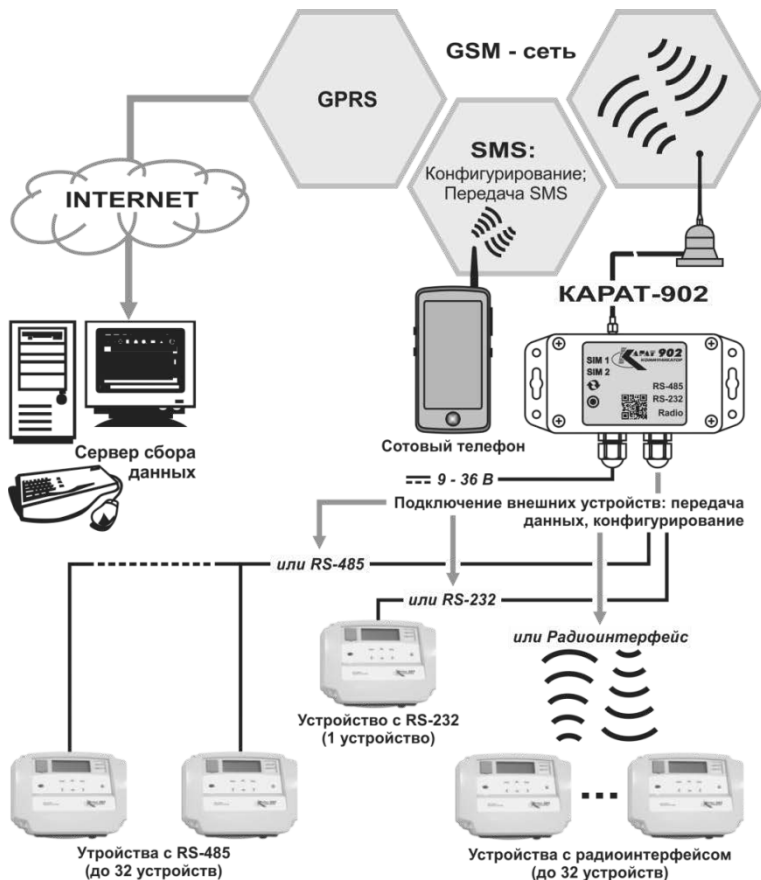 GSM - сеть
GPRS
SMS:
Конфигурирование;
Передача SMS
INTERNET
КАРАТ-902
SIM 1
SIM 2
КАРАТ 902
КОММУНИКАТОР
RS-485
RS-232
Radio
Сервер сбора
данных
Сотовый телефон
9 - 36 В
Подключение внешних устройств: передача
данных, конфигурирование
или RS-485
или RS-232
или Радиоинтерфейс
Устройство с RS-232
(1 устройство)
Утройства с RS-485
(до 32 устройств)
Устройства с радиоинтерфейсом
(до 32 устройств)